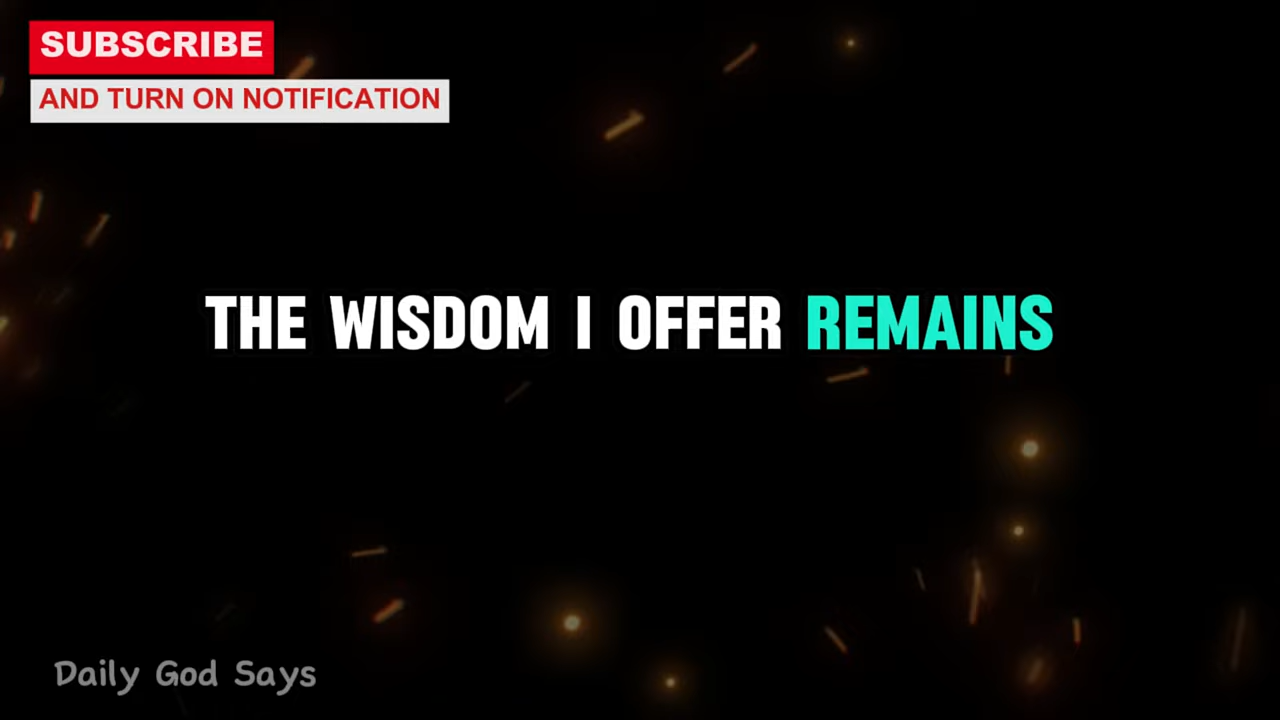 SUBSCRIBE
AND TURN ON NOTIFICATION
THE WISDOM I OFFER REMAINS
Daily God Says